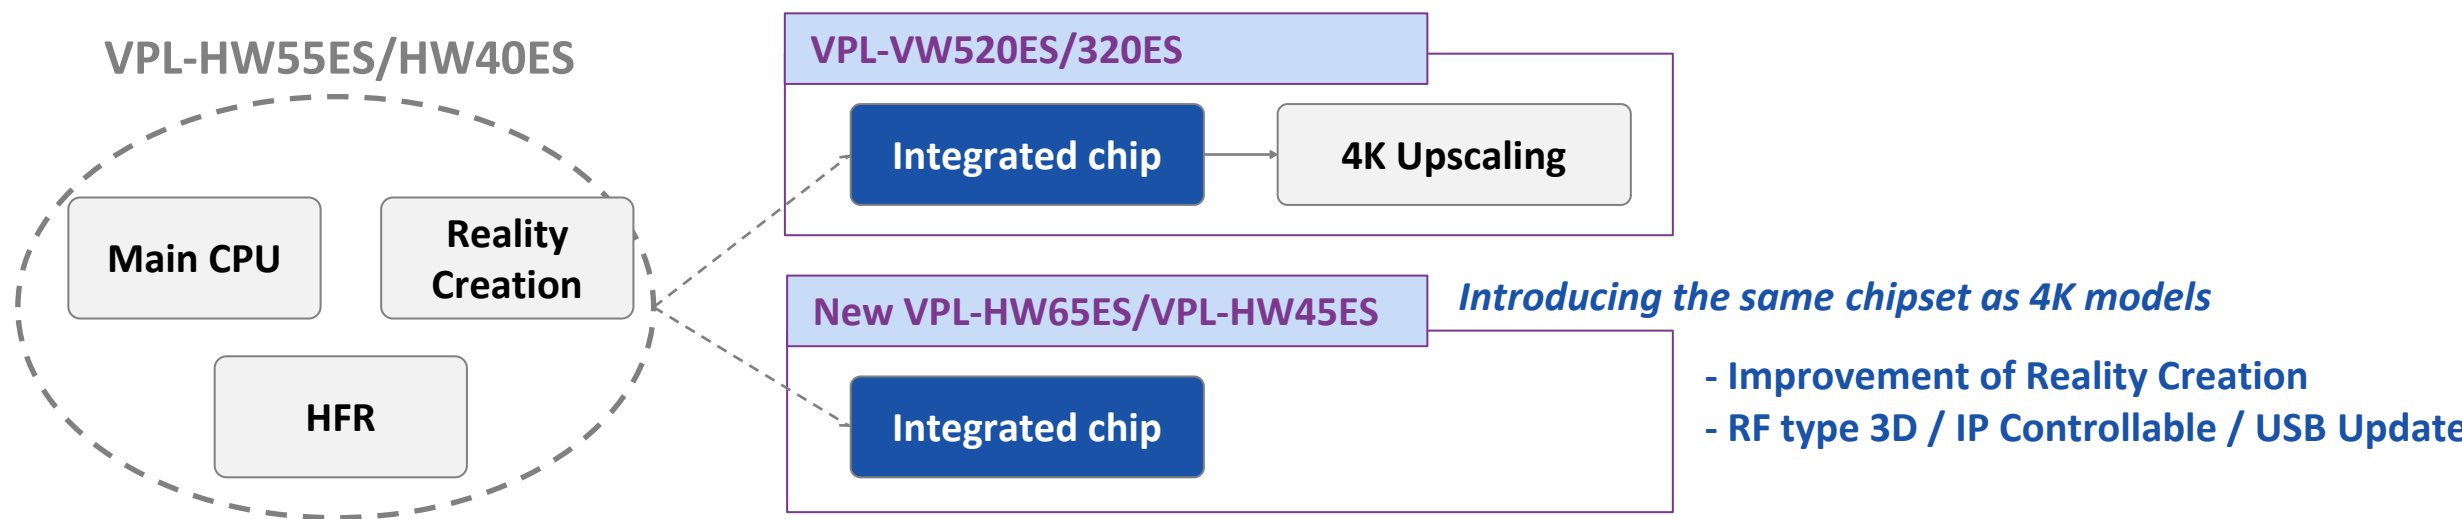 VPL-HW55ES/HW40ES
Main CPU
Reality
Creation
HFR
VPL-VW520ES/320ES
Integrated chip
4K Upscaling
New VPL-HW65ES/VPL-HW45ES
Integrated chip
Introducing the same chipset as 4K models
- Improvement of Reality Creation
- RF type 3D / IP Controllable / USB Update